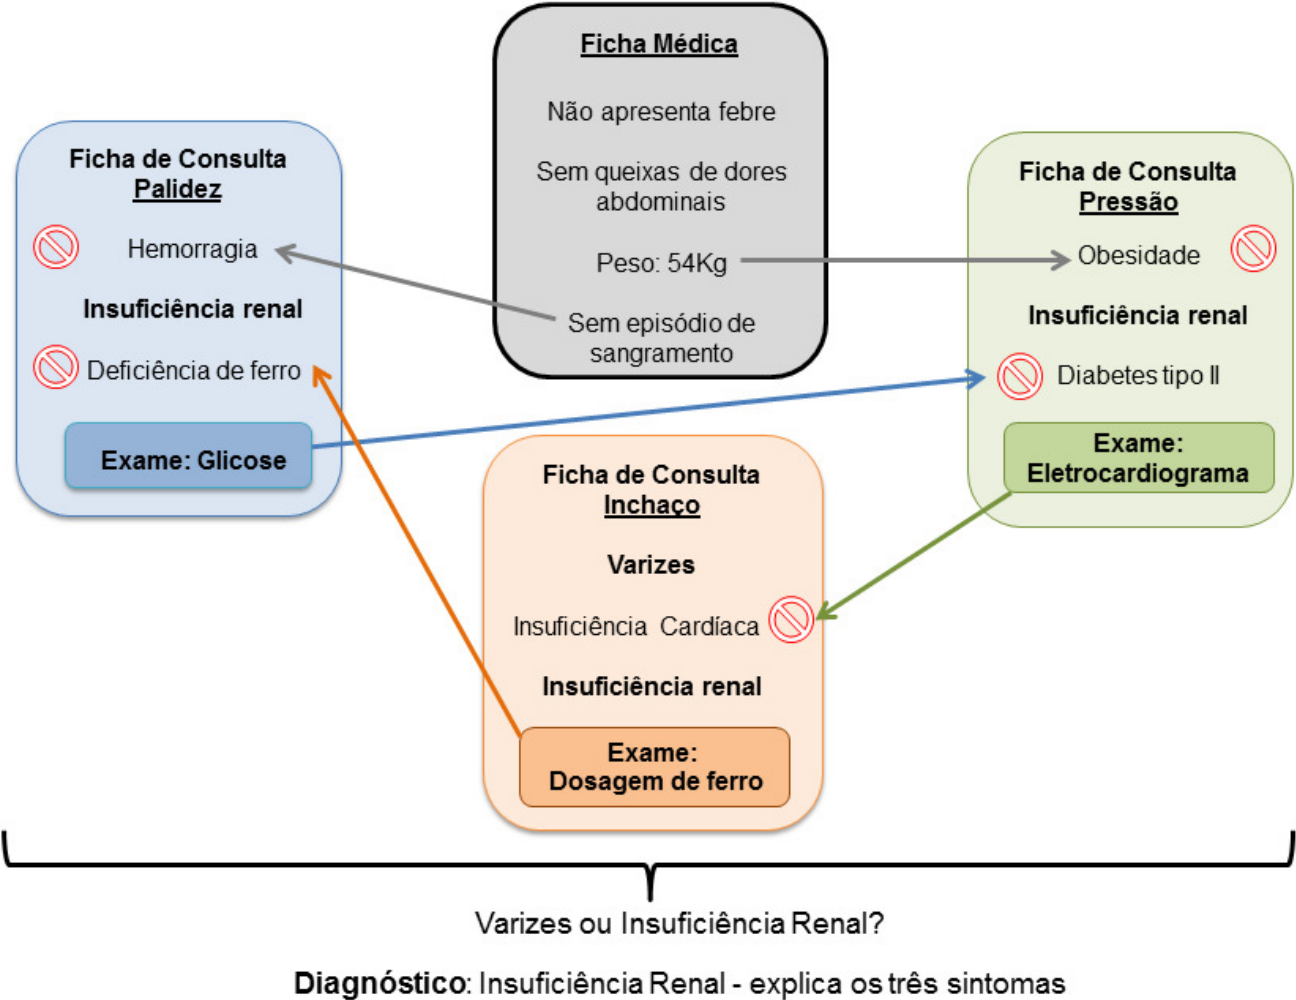 Ficha Médica
Não apresenta febre
Sem queixas de dores
abdominais
Peso: 54Kg
Sem episódio de
sangramento
Ficha de Consulta
Palidez
Hemorragia
Insuficiência renal
Deficiência de ferro
Exame: Glicose
Ficha de Consulta
Pressão
Obesidade
Insuficiência renal
Diabetes tipo II
Exame:
Eletrocardiograma
Ficha de Consulta
Inchaço
Varizes
Insuficiência Cardíaca
Insuficiência renal
Exame:
Dosagem de ferro
Varizes ou Insuficiência Renal?
Diagnóstico: Insuficiência Renal - explica os três sintomas